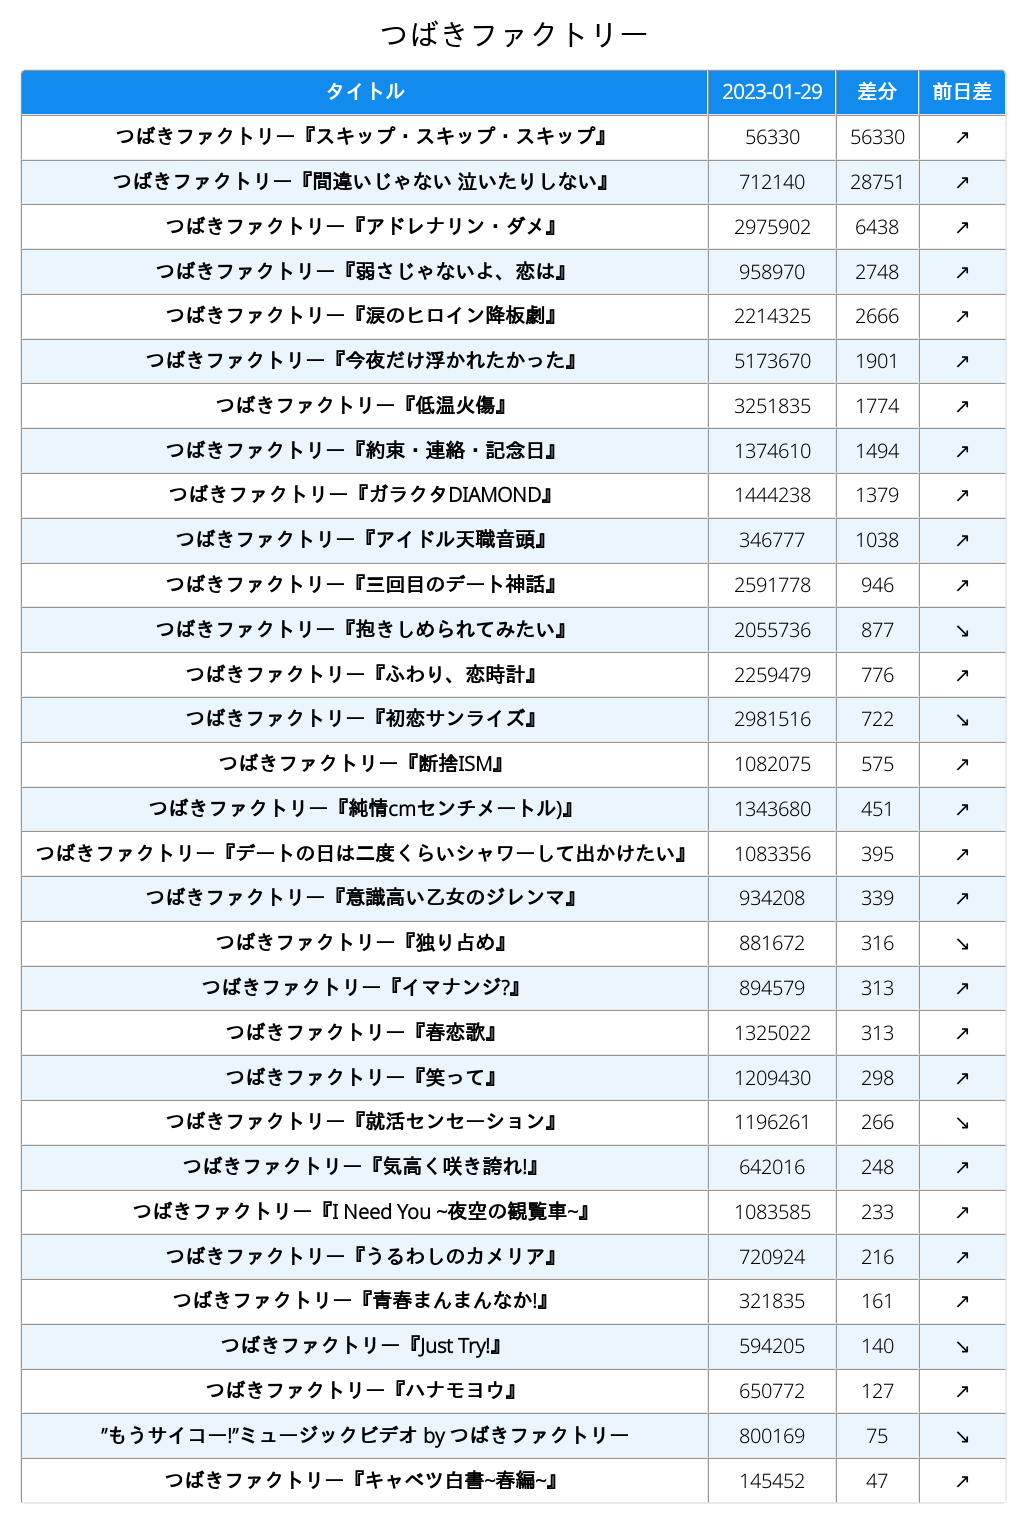 つばきファクトリー
タイトル 2023-01-29 差分 前日差
つばきファクトリー『スキップ・スキップ・スキップ』 56330 56330 ↗
つばきファクトリー『間違いじゃない 泣いたりしない』 712140 28751 ↗
つばきファクトリー『アドレナリン・ダメ』 2975902 6438 ↗
つばきファクトリー『弱さじゃないよ、恋は』 958970 2748 ↗
つばきファクトリー『涙のヒロイン降板劇』 2214325 2666 ↗
つばきファクトリー『今夜だけ浮かれたかった』 5173670 1901 ↗
つばきファクトリー『低温火傷』 3251835 1774 ↗
つばきファクトリー『約束・連絡・記念日』 1374610 1494 ↗
つばきファクトリー『ガラクタDIAMOND』 1444238 1379 ↗
つばきファクトリー『アイドル天職音頭』 346777 1038 ↗
つばきファクトリー『三回目のデート神話』 2591778 946 ↗
つばきファクトリー『抱きしめられてみたい』 2055736 877 ↘
つばきファクトリー『ふわり、恋時計』 2259479 776 ↗
つばきファクトリー『初恋サンライズ』 2981516 722 ↘
つばきファクトリー『断捨ISM』 1082075 575 ↗
つばきファクトリー『純情cmセンチメートル)』 1343680 451 ↗
つばきファクトリー『デートの日は二度くらいシャワーして出かけたい』 1083356 395 ↗
つばきファクトリー『意識高い乙女のジレンマ』 934208 339 ↗
つばきファクトリー『独り占め』 881672 316 ↘
つばきファクトリー『イマナンジ?』 894579 313 ↗
つばきファクトリー『春恋歌』 1325022 313 ↗
つばきファクトリー『笑って』 1209430 298 ↗
つばきファクトリー『就活センセーション』 1196261 266 ↘
つばきファクトリー『気高く咲き誇れ!』 642016 248 ↗
つばきファクトリー『I Need You ~夜空の観覧車~』 1083585 233 ↗
つばきファクトリー『うるわしのカメリア』 720924 216 ↗
つばきファクトリー『青春まんまんなか!』 321835 161 ↗
つばきファクトリー『Just Try!』 594205 140 ↘
つばきファクトリー『ハナモヨウ』 650772 127 ↗
”もうサイコー!”ミュージックビデオ by つばきファクトリー 800169 75 ↘
つばきファクトリー『キャベツ白書~春編~』 145452 47 ↗